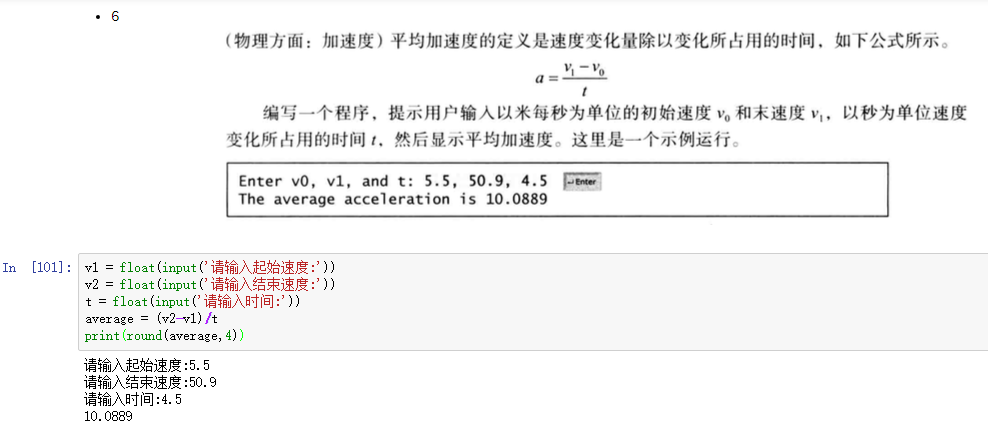 • 6
（物理方面：加速度）平均加速度的定义是速度变化量除以变化所占用的时间，如下公式所示。
a = (v₁ − v₀) / t
编写一个程序，提示用户输入以米每秒为单位的初始速度 v₀ 和末速度 v₁，以秒为单位速度
变化所占用的时间 t，然后显示平均加速度。这里是一个示例运行。
Enter v0, v1, and t: 5.5, 50.9, 4.5 ↵Enter
The average acceleration is 10.0889
In [101]: v1 = float(input('请输入起始速度:'))
v2 = float(input('请输入结束速度:'))
t = float(input('请输入时间:'))
average = (v2-v1)/t
print(round(average,4))
请输入起始速度:5.5
请输入结束速度:50.9
请输入时间:4.5
10.0889